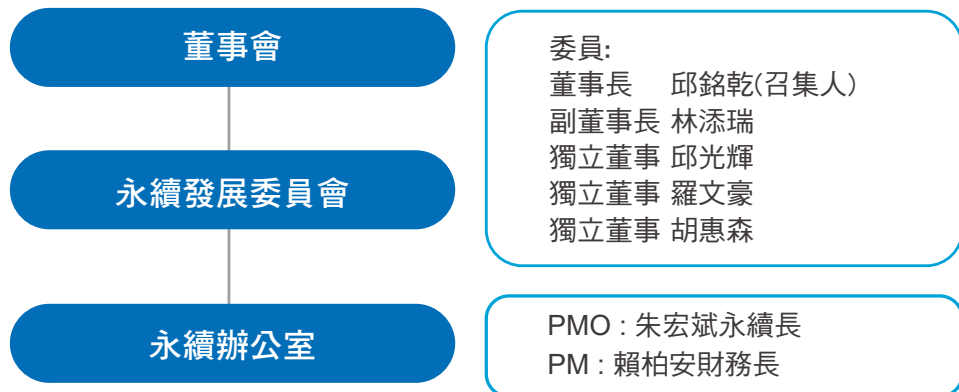 董事會
永續發展委員會
永續辦公室
委員:
董事長 邱銘乾(召集人)
副董事長 林添瑞
獨立董事 邱光輝
獨立董事 羅文豪
獨立董事 胡惠森
PMO : 朱宏斌永續長
PM : 賴柏安財務長